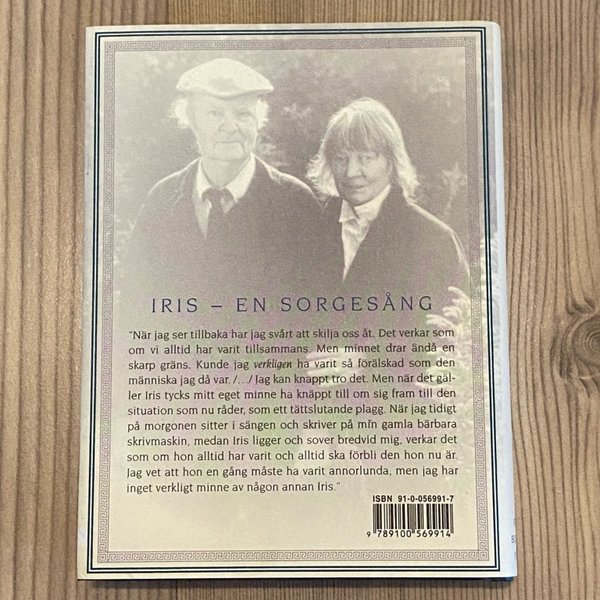 IRIS – EN SORGESÅNG
"När jag ser tillbaka har jag svårt att skilja oss åt. Det verkar som
om vi alltid har varit tillsammans. Men minnet drar ändå en
skarp gräns. Kunde jag verkligen ha varit så förälskad som den
människa jag då var. /.../ Jag kan knappt tro det. Men när det gäl-
ler Iris tycks mitt eget minne ha knäppt till om sig fram till den
situation som nu råder, som ett tättslutande plagg. När jag tidigt
på morgonen sitter i sängen och skriver på min gamla bärbara
skrivmaskin, medan Iris ligger och sover bredvid mig, verkar det
som om hon alltid har varit och alltid ska förbli den hon nu är.
Jag vet att hon en gång måste ha varit annorlunda, men jag har
inget verkligt minne av någon annan Iris."
ISBN 91-0-056991-7
9 789100 569914